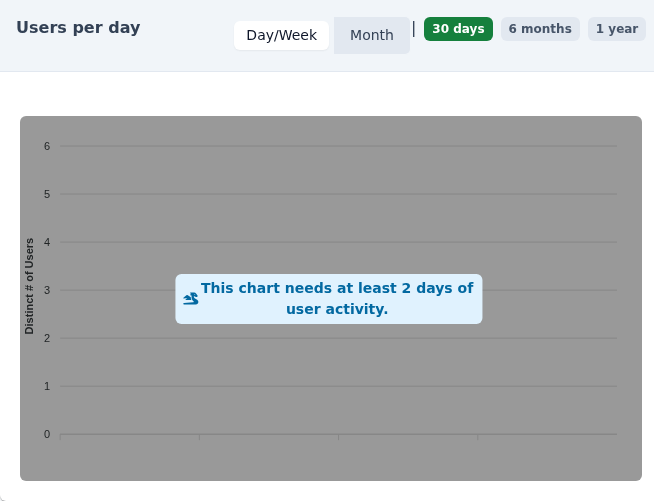 Users per day
Day/Week
Month
|
30 days
6 months
1 year
6
5
4
3
2
1
0
Distinct # of Users
This chart needs at least 2 days of
user activity.